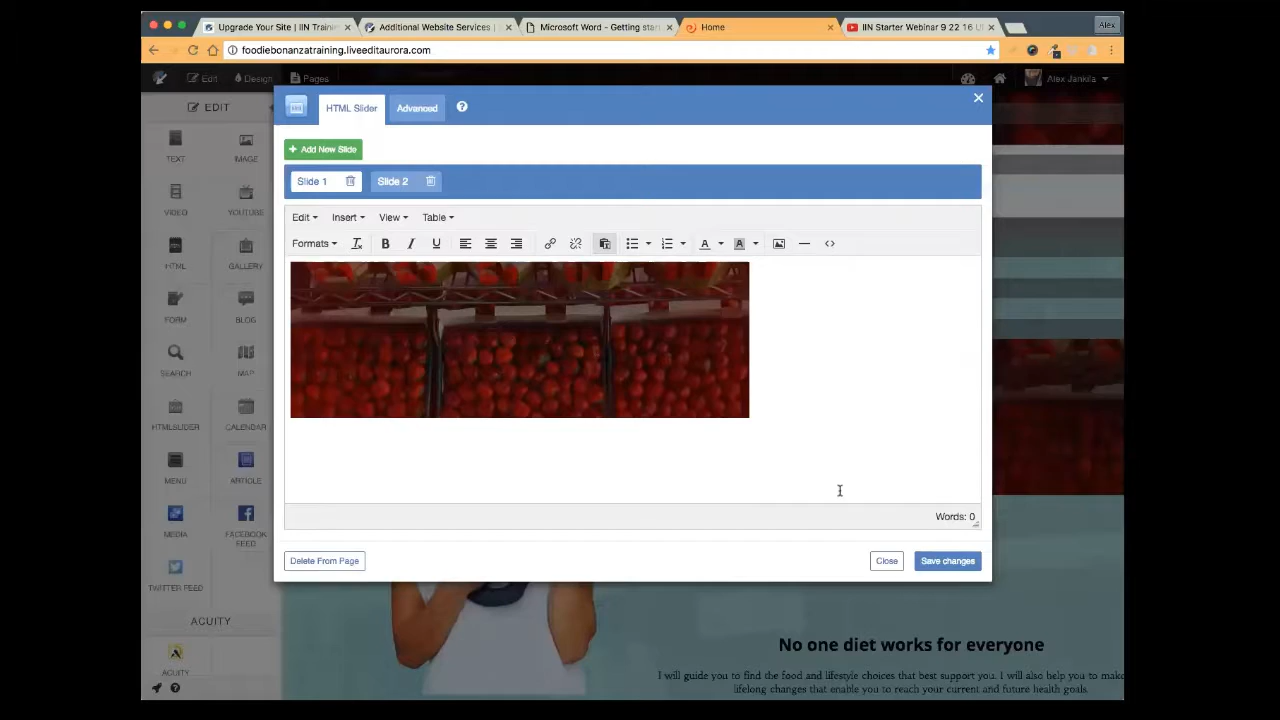 Upgrade Your Site | IIN Traini
Additional Website Services |
Microsoft Word - Getting star
Home
IIN Starter Webinar 9 22 16 U
Alex
foodiebonanzatraining.liveeditaurora.com
Edit
Design
Pages
Alex Jankila
EDIT
TEXT
IMAGE
VIDEO
YOUTUBE
HTML
GALLERY
FORM
BLOG
SEARCH
MAP
HTMLSLIDER
CALENDAR
MENU
ARTICLE
MEDIA
FACEBOOK FEED
TWITTER FEED
ACUITY
ACUITY
HTML Slider
Advanced
+ Add New Slide
Slide 1
Slide 2
Edit
Insert
View
Table
Formats
B
I
U
A
A
Words: 0
Delete From Page
Close
Save changes
No one diet works for everyone
I will guide you to find the food and lifestyle choices that best support you. I will also help you to make
lifelong changes that enable you to reach your current and future health goals.